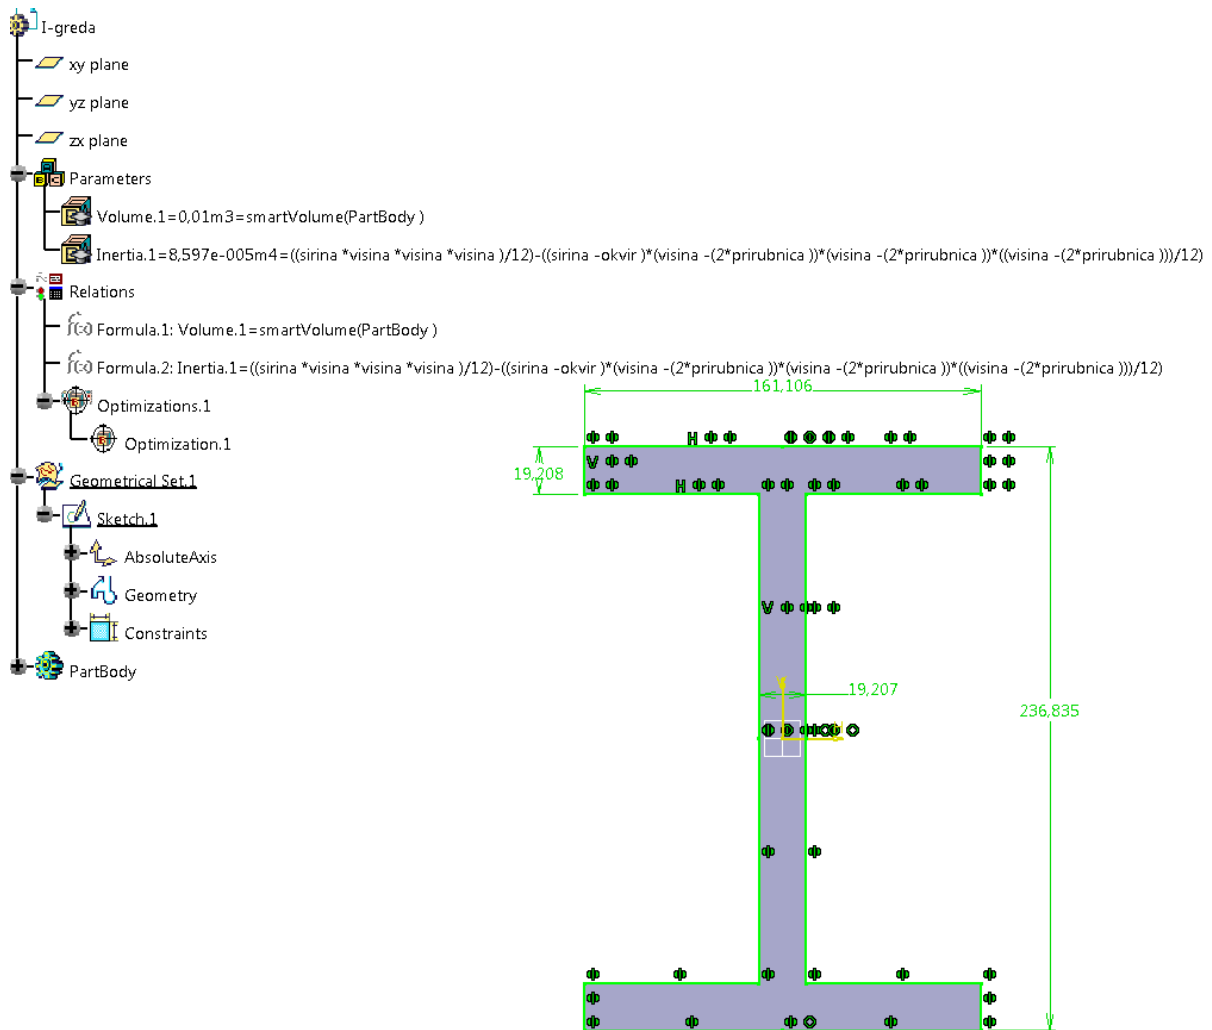 I-greda
xy plane
yz plane
zx plane
Parameters
Volume.1=0,01m3=smartVolume(PartBody )
Inertia.1=8,597e-005m4=((sirina *visina *visina *visina )/12)-((sirina -okvir )*(visina -(2*prirubnica ))*(visina -(2*prirubnica ))*((visina -(2*prirubnica )))/12)
Relations
Formula.1: Volume.1=smartVolume(PartBody )
Formula.2: Inertia.1=((sirina *visina *visina *visina )/12)-((sirina -okvir )*(visina -(2*prirubnica ))*(visina -(2*prirubnica ))*((visina -(2*prirubnica )))/12)
Optimizations.1
Optimization.1
Geometrical Set.1
Sketch.1
AbsoluteAxis
Geometry
Constraints
PartBody
161,106
H
19,208
V
H
V
19,207
236,835